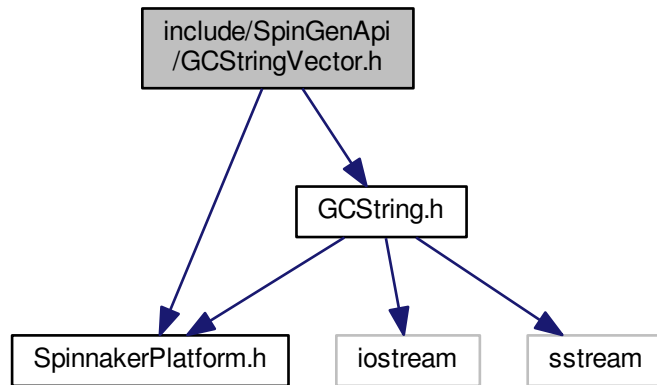 include/SpinGenApi
/GCStringVector.h
GCString.h
SpinnakerPlatform.h
iostream
sstream